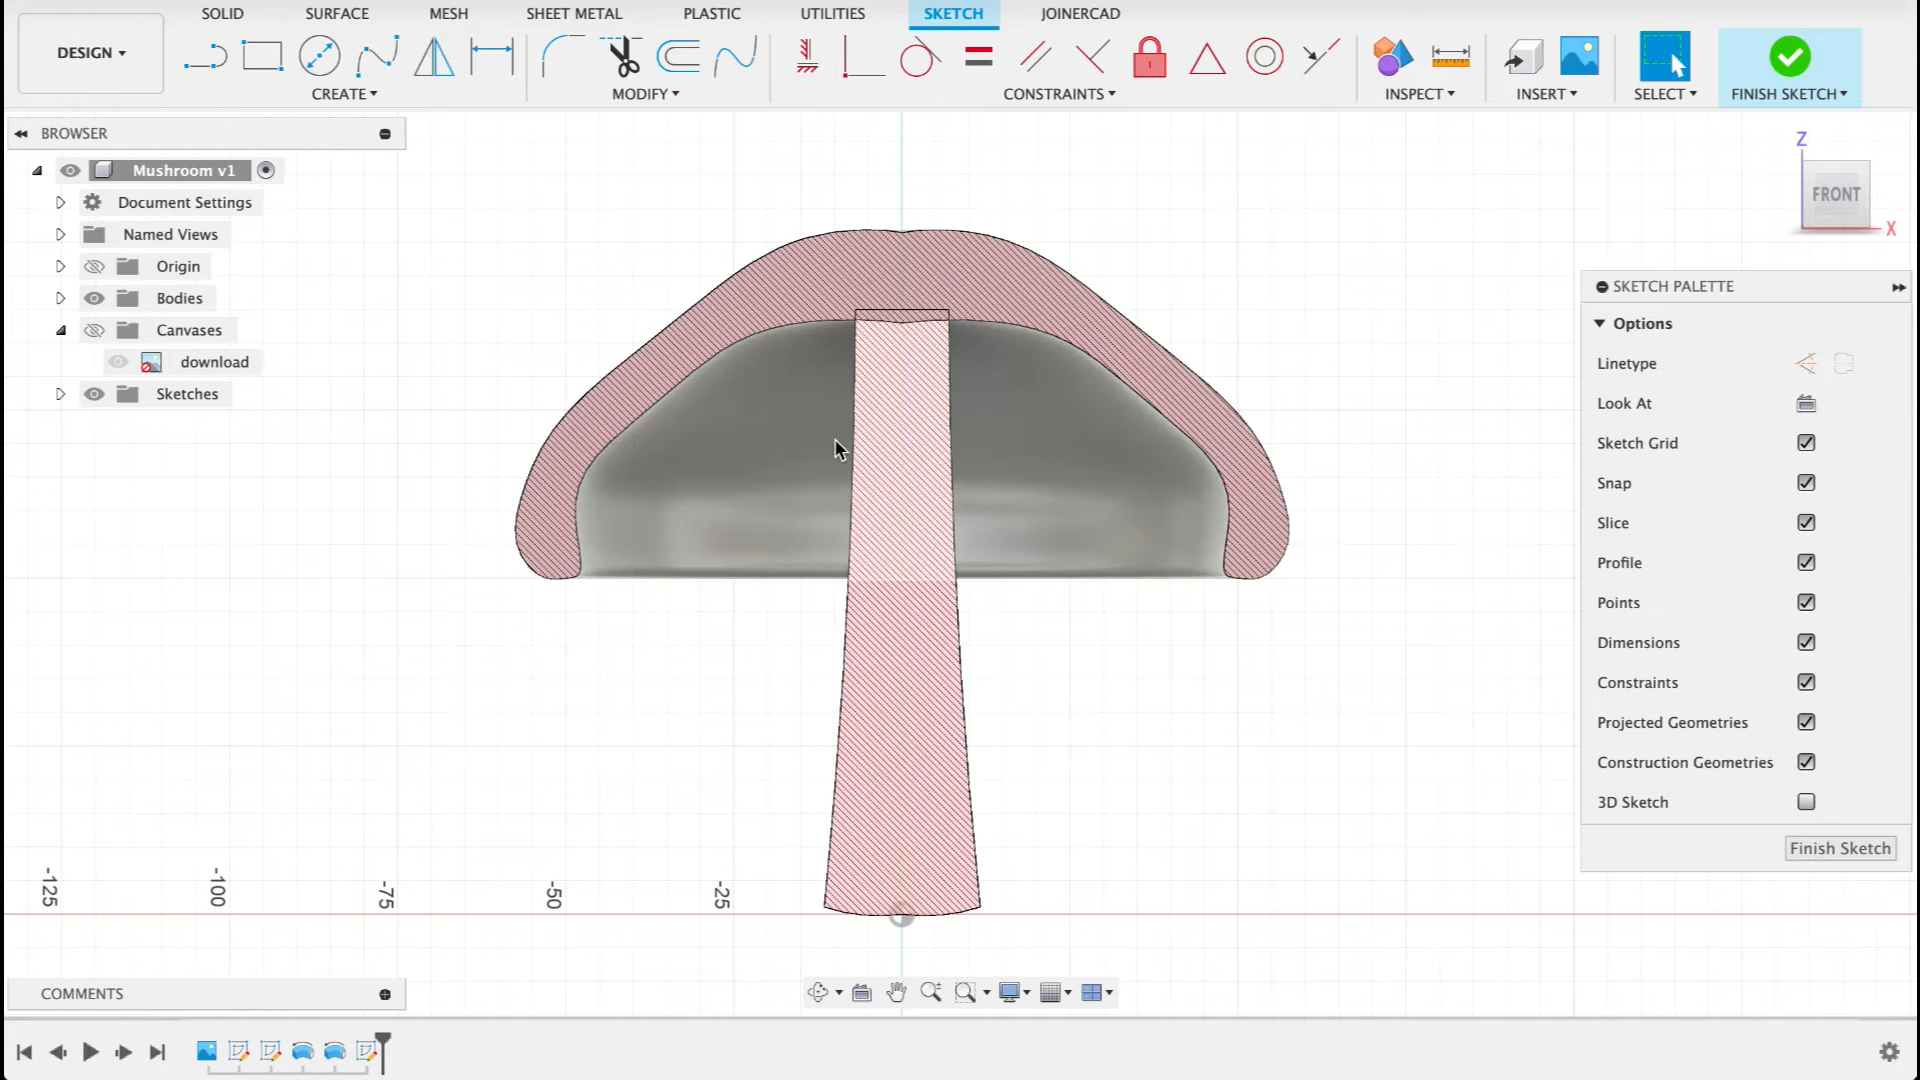 SOLID SURFACE MESH SHEET METAL PLASTIC UTILITIES SKETCH JOINERCAD
DESIGN
CREATE MODIFY CONSTRAINTS INSPECT INSERT SELECT FINISH SKETCH
BROWSER
Mushroom v1
Document Settings
Named Views
Origin
Bodies
Canvases
download
Sketches
Z
FRONT
X
SKETCH PALETTE
Options
Linetype
Look At
Sketch Grid
Snap
Slice
Profile
Points
Dimensions
Constraints
Projected Geometries
Construction Geometries
3D Sketch
Finish Sketch
-125 -100 -75 -50 -25
COMMENTS